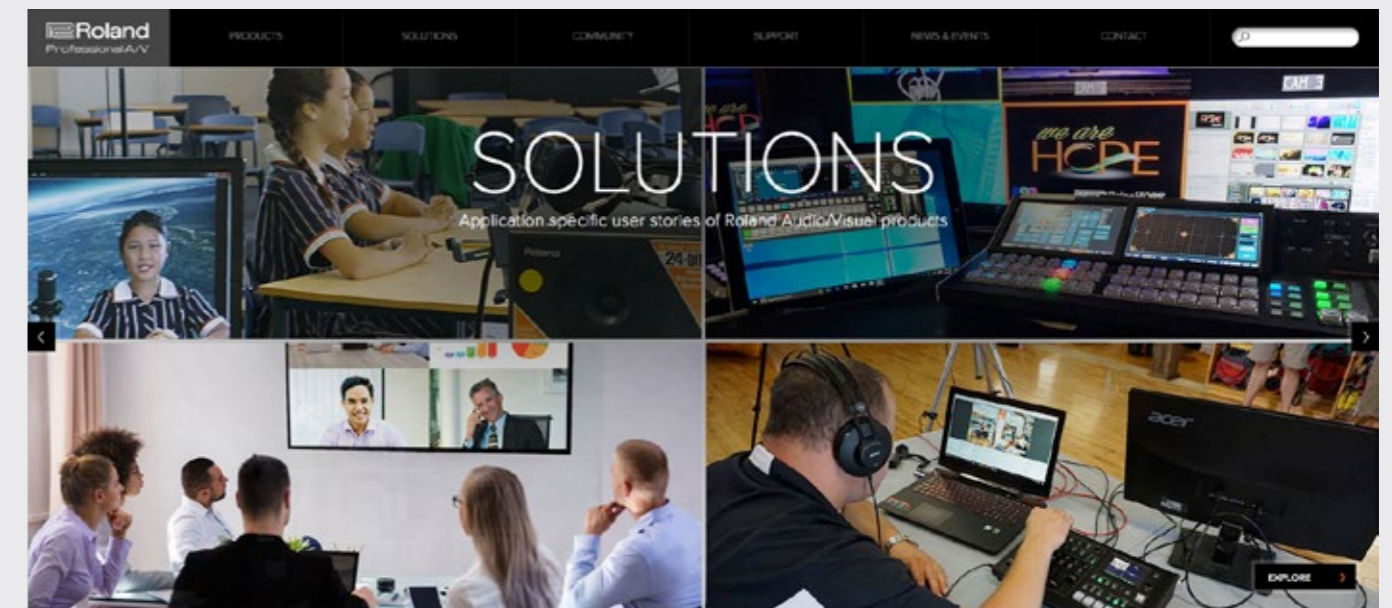 Roland
Professional A/V
PRODUCTS
SOLUTIONS
COMMUNITY
SUPPORT
NEWS & EVENTS
CONTACT
SOLUTIONS
Application specific user stories of Roland Audio/Visual products
CAM 3
we are
HOPE
Roland
24-bit
acer
EXPLORE